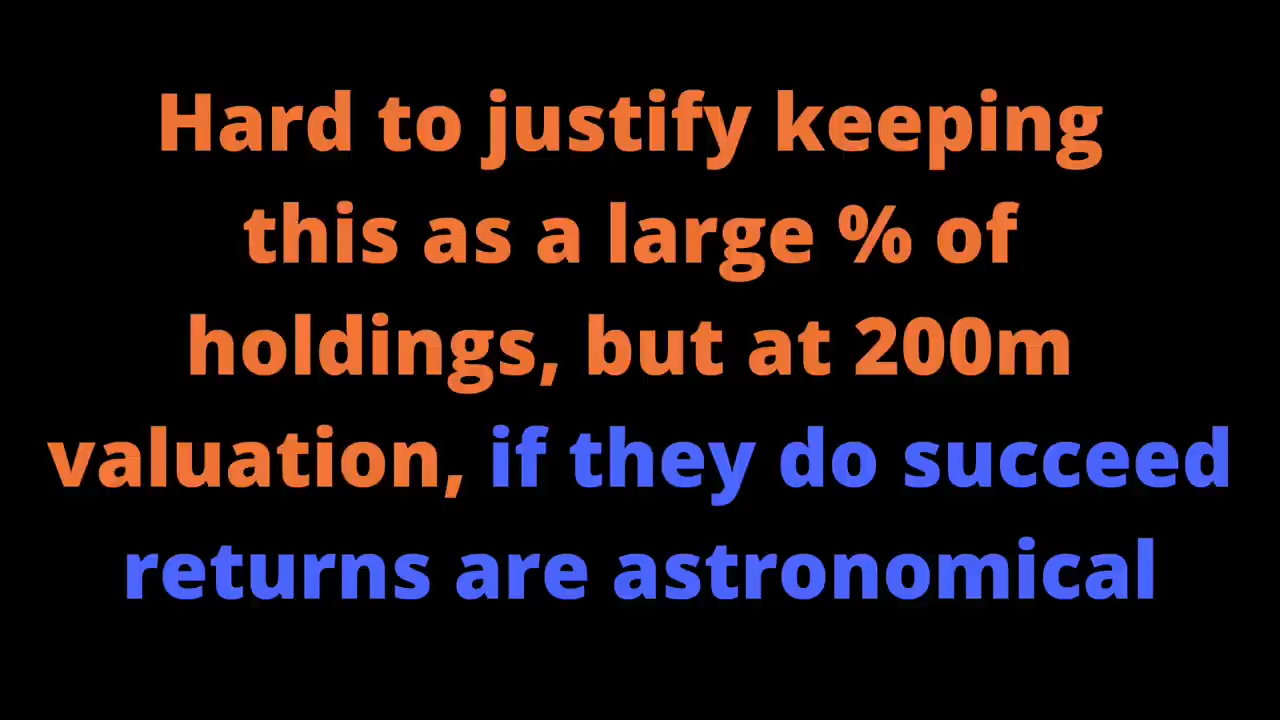 Hard to justify keeping
this as a large % of
holdings, but at 200m
valuation, if they do succeed
returns are astronomical